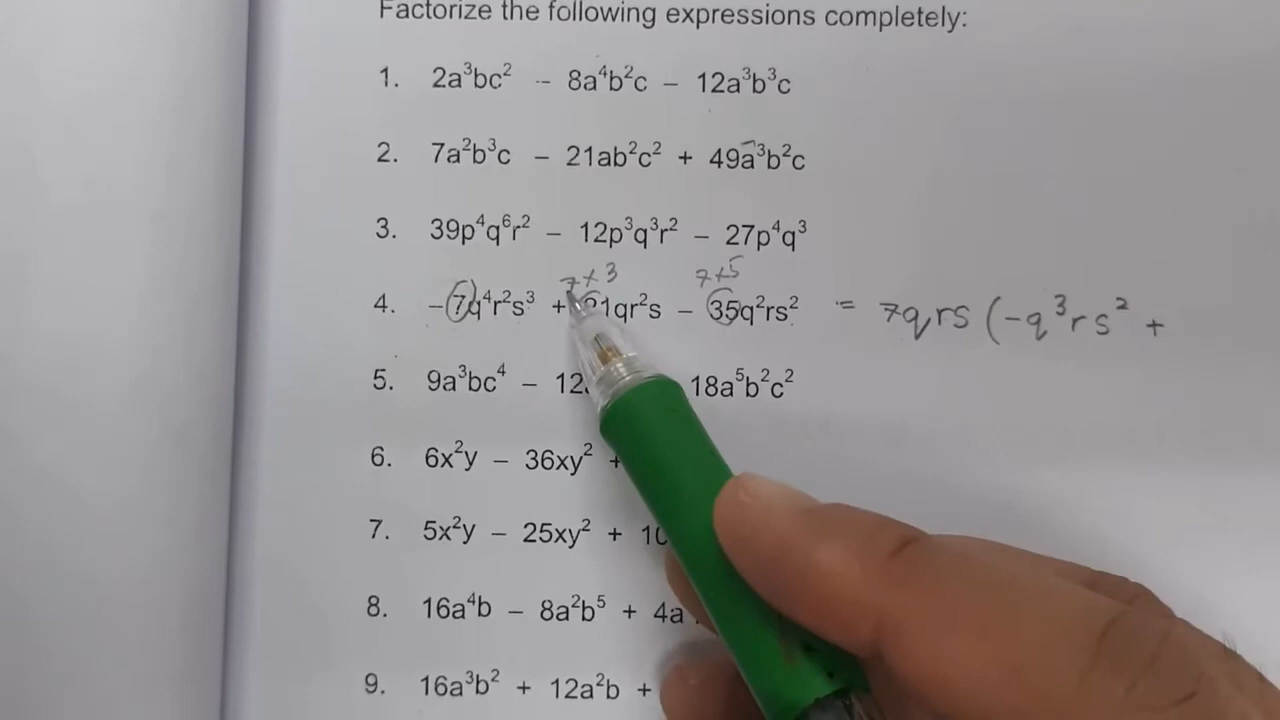 Factorize the following expressions completely:
1. 2a³bc² - 8a⁴b²c - 12a³b³c
2. 7a²b³c - 21ab²c² + 49a³b²c
3. 39p⁴q⁶r² - 12p³q³r² - 27p⁴q³
7×3 7×5
4. -7q⁴r²s³ + 21qr²s - 35q²rs² = 7qrs (-q³rs² +
5. 9a³bc⁴ - 12 18a⁵b²c²
6. 6x²y - 36xy² +
7. 5x²y - 25xy² + 10
8. 16a⁴b - 8a²b⁵ + 4a
9. 16a³b² + 12a²b +